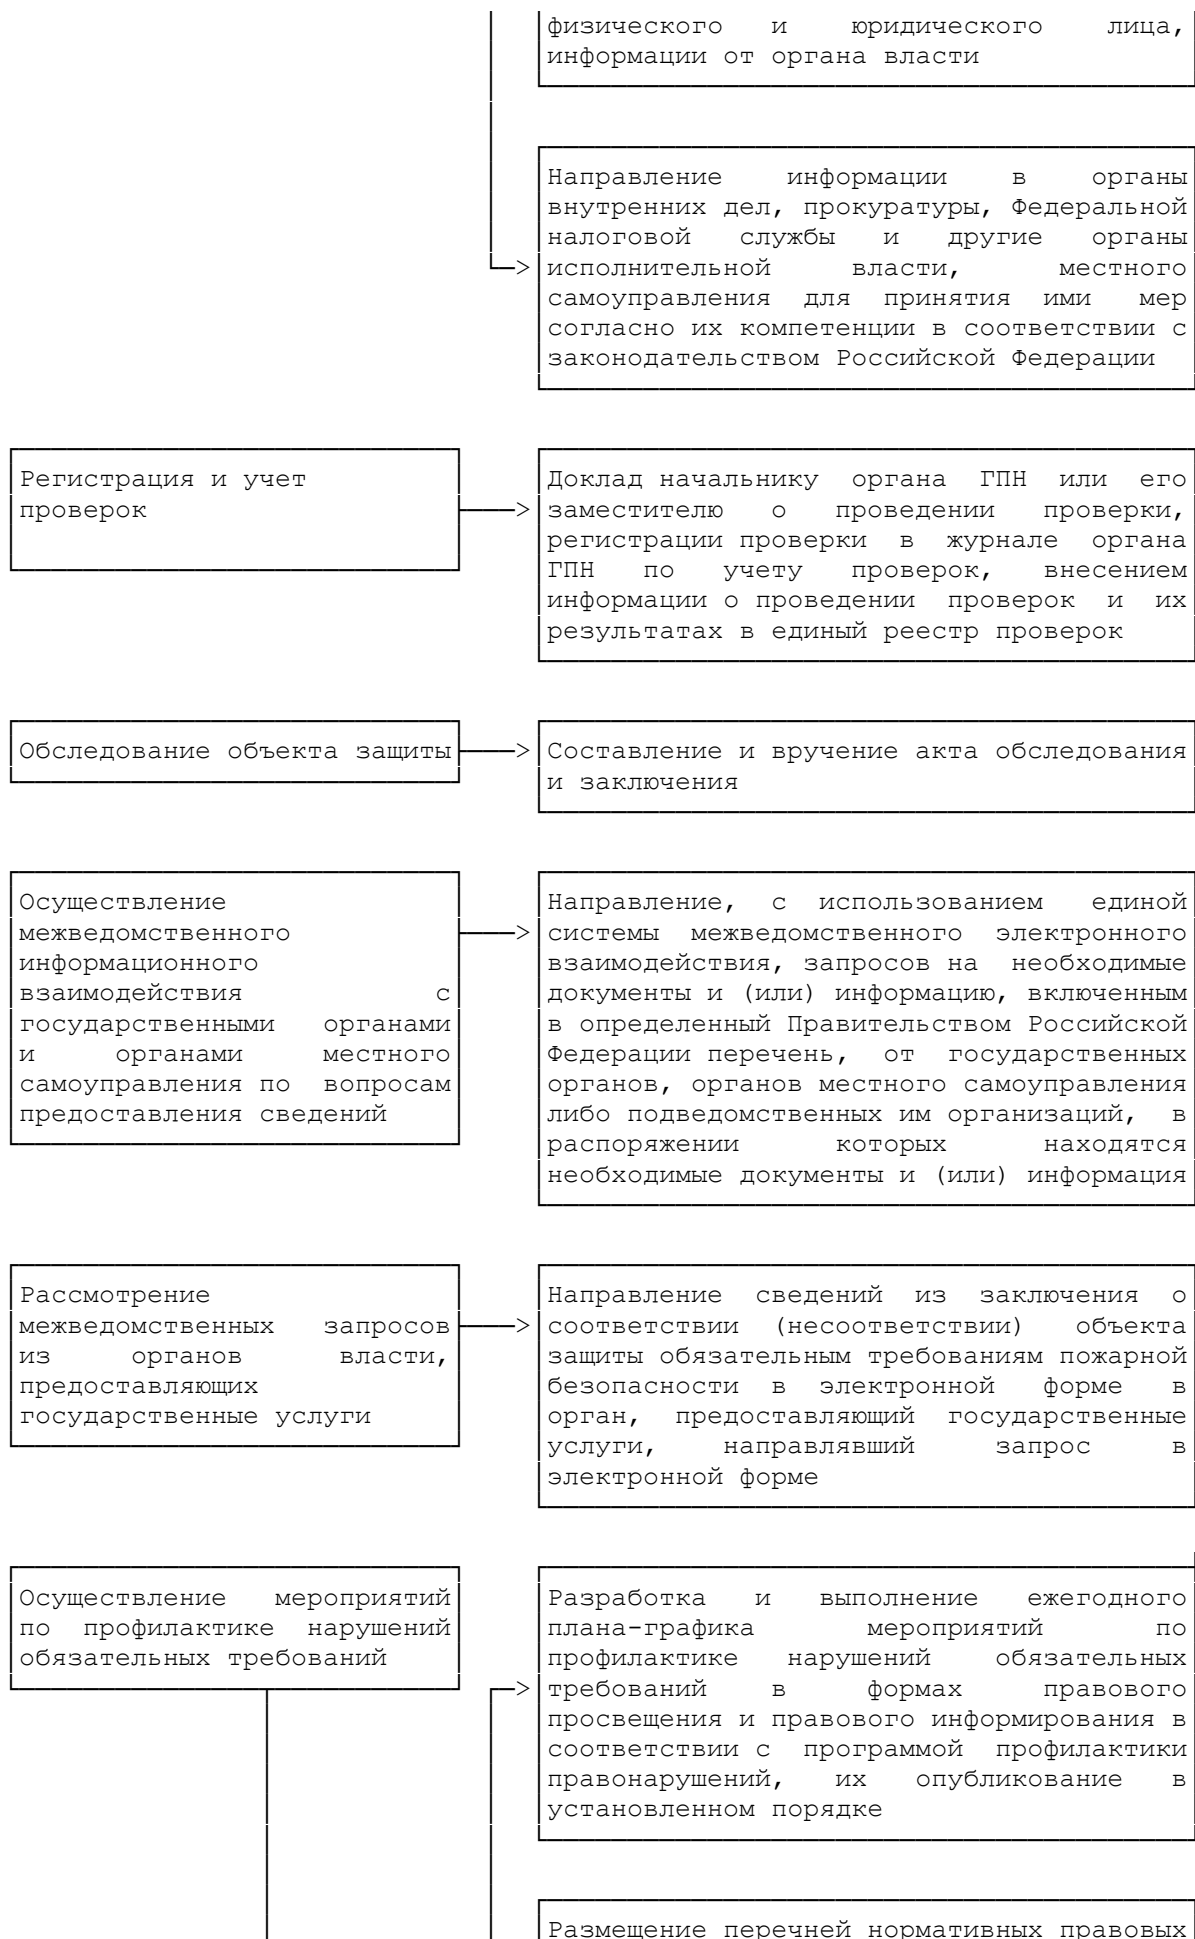 физического и юридического лица,
информации от органа власти
Направление информации в органы
внутренних дел, прокуратуры, Федеральной
налоговой службы и другие органы
исполнительной власти, местного
самоуправления для принятия ими мер
согласно их компетенции в соответствии с
законодательством Российской Федерации
Регистрация и учет
проверок
Доклад начальнику органа ГПН или его
заместителю о проведении проверки,
регистрации проверки в журнале органа
ГПН по учету проверок, внесением
информации о проведении проверок и их
результатах в единый реестр проверок
Обследование объекта защиты
Составление и вручение акта обследования
и заключения
Осуществление
межведомственного
информационного
взаимодействия с
государственными органами
и органами местного
самоуправления по вопросам
предоставления сведений
Направление, с использованием единой
системы межведомственного электронного
взаимодействия, запросов на необходимые
документы и (или) информацию, включенным
в определенный Правительством Российской
Федерации перечень, от государственных
органов, органов местного самоуправления
либо подведомственных им организаций, в
распоряжении которых находятся
необходимые документы и (или) информация
Рассмотрение
межведомственных запросов
из органов власти,
предоставляющих
государственные услуги
Направление сведений из заключения о
соответствии (несоответствии) объекта
защиты обязательным требованиям пожарной
безопасности в электронной форме в
орган, предоставляющий государственные
услуги, направлявший запрос в
электронной форме
Осуществление мероприятий
по профилактике нарушений
обязательных требований
Разработка и выполнение ежегодного
плана-графика мероприятий по
профилактике нарушений обязательных
требований в формах правового
просвещения и правового информирования в
соответствии с программой профилактики
правонарушений, их опубликование в
установленном порядке
Размещение перечней нормативных правовых